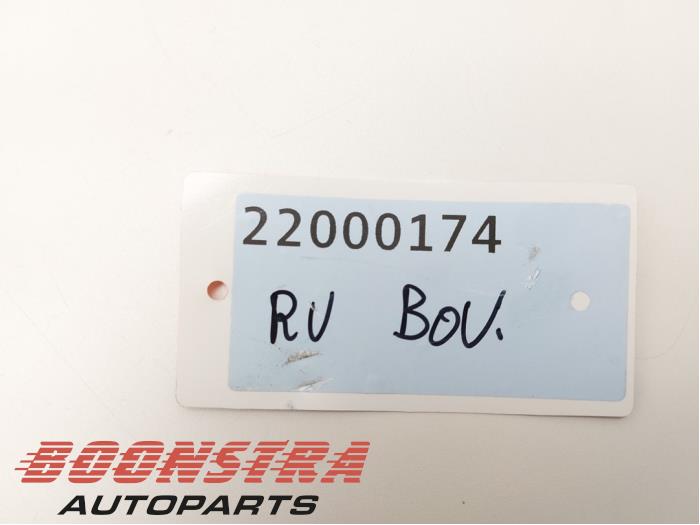 22000174
RV BOV.
BOONSTRA
AUTOPARTS